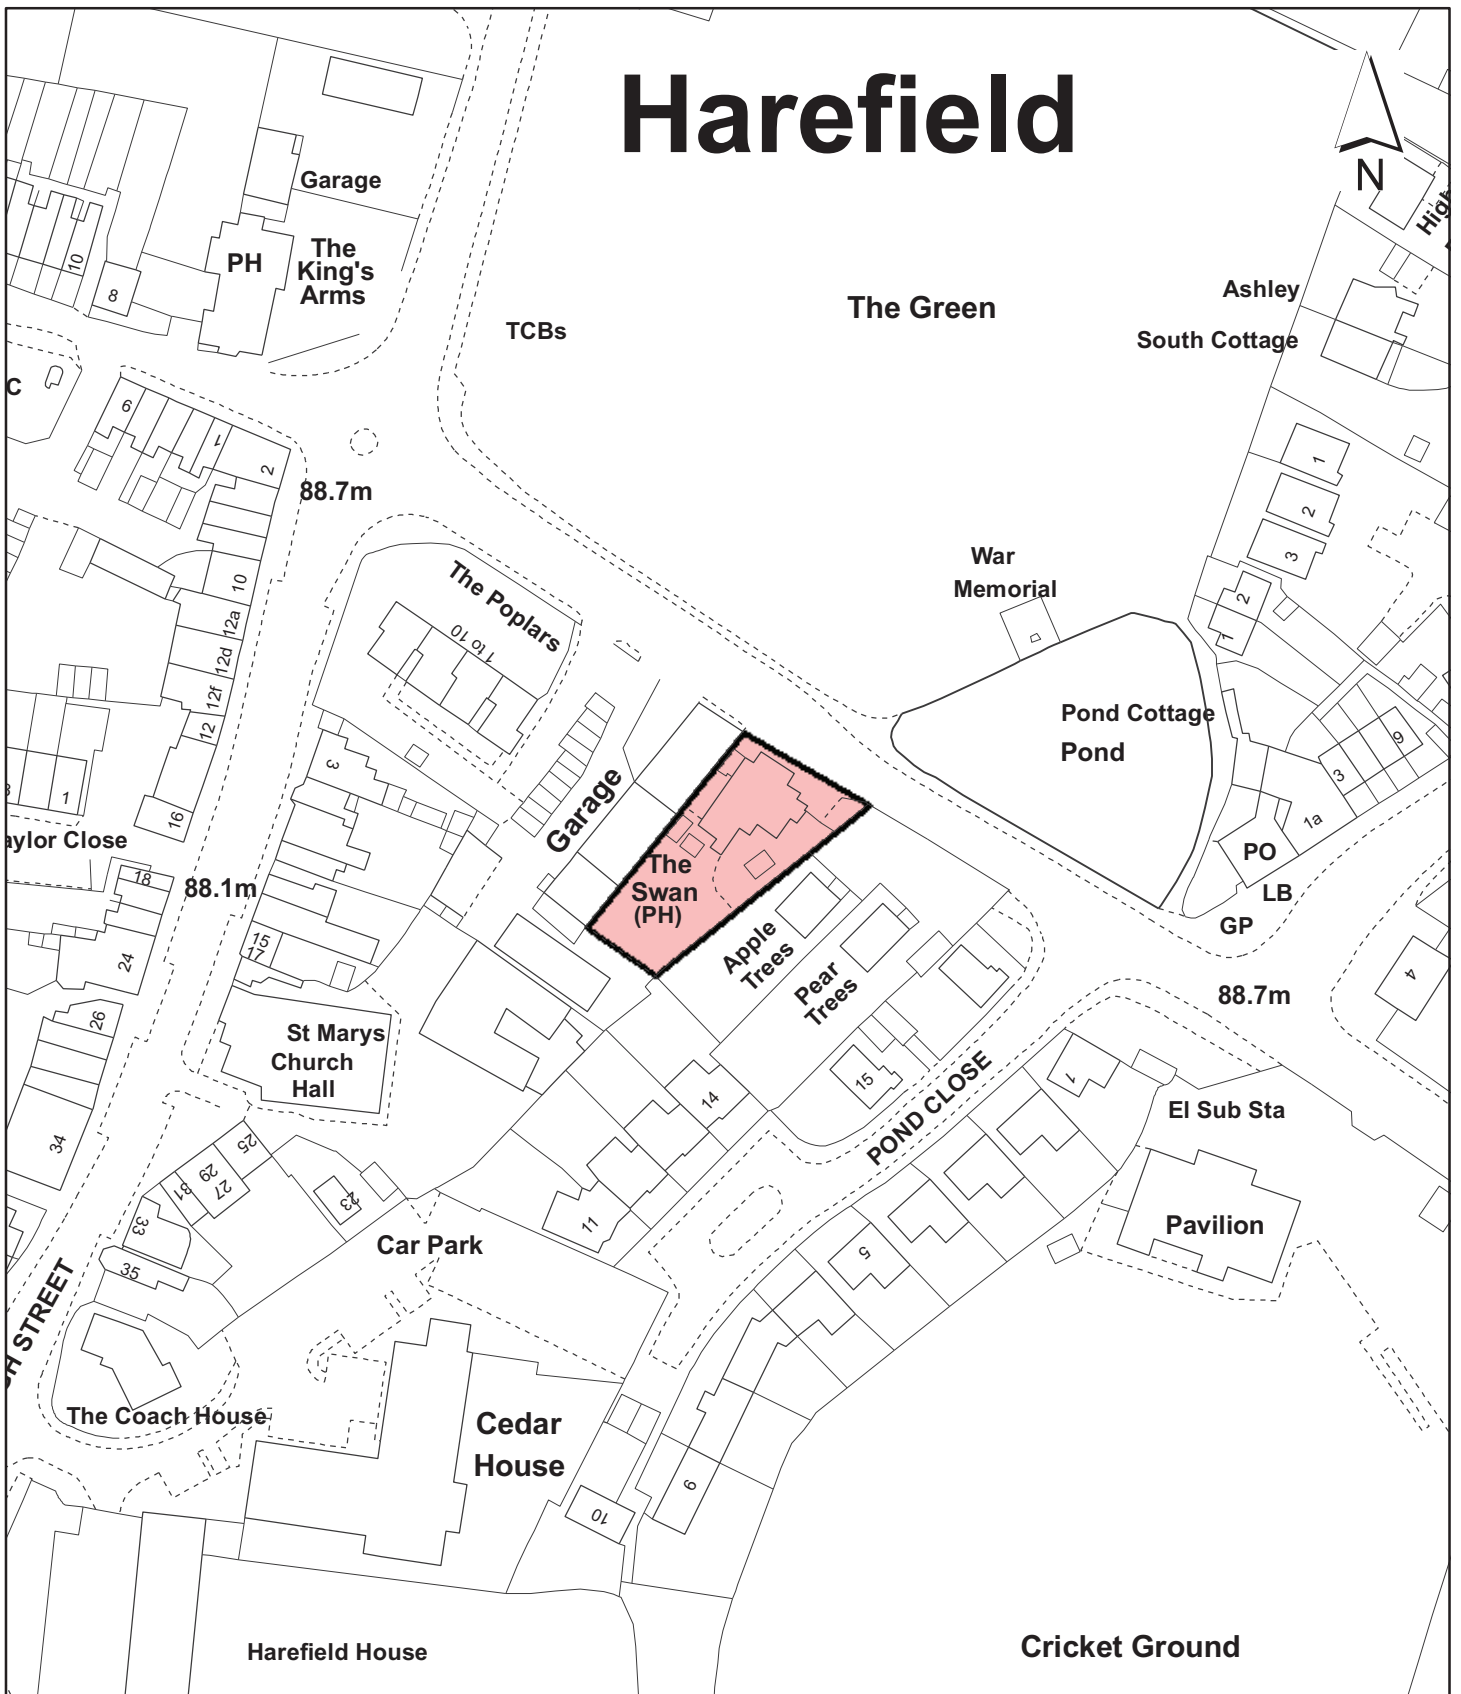 Harefield
N
High
Garage
PH
The
King's
Arms
10
8
TCBs
The Green
Ashley
South Cottage
C
6
1
2
88.7m
1
2
3
War
Memorial
2
1
The Poplars
1 to 10
10
12a
12d
12f
12
16
3
1
aylor Close
18
88.1m
24
15
17
26
34
Garage
The
Swan
(PH)
Apple
Trees
Pear
Trees
Pond Cottage
Pond
9
3
1a
PO
LB
GP
88.7m
4
St Marys
Church
Hall
14
15
POND CLOSE
1
El Sub Sta
Pavilion
25
29
27
31
33
35
23
11
5
Car Park
GH STREET
The Coach House
Cedar
House
10
9
Harefield House
Cricket Ground